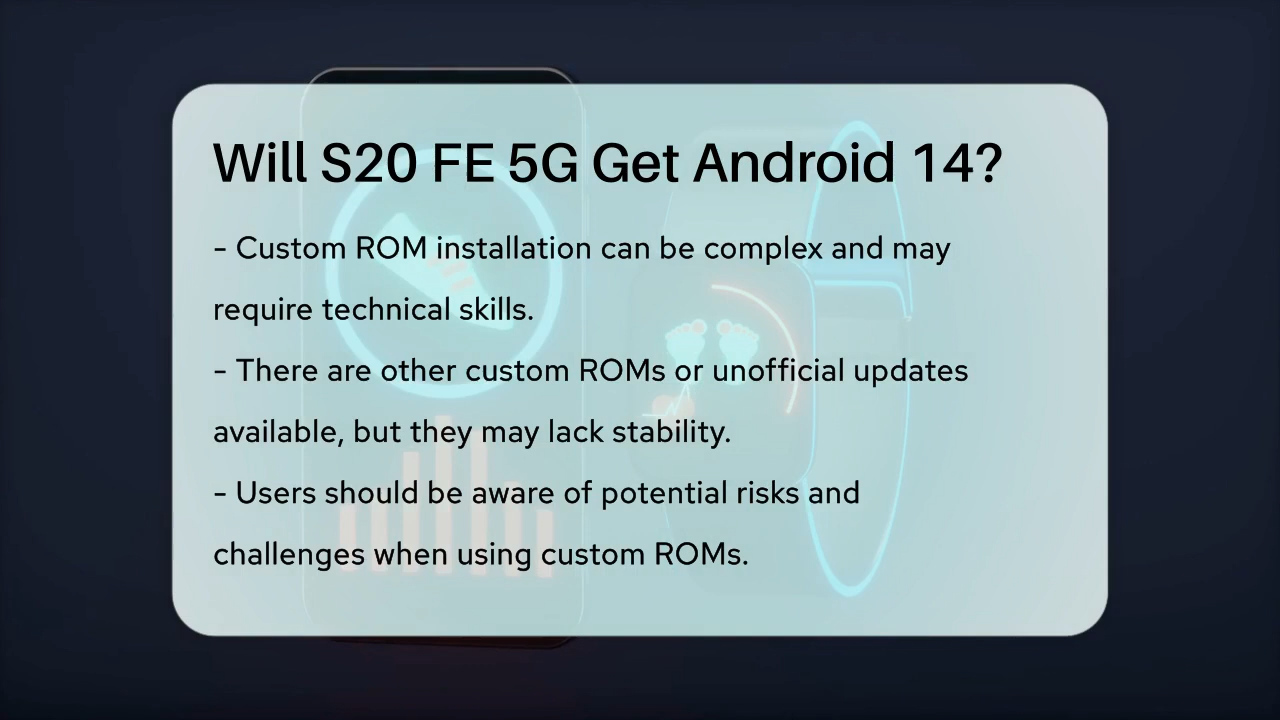 Will S20 FE 5G Get Android 14?
- Custom ROM installation can be complex and may
require technical skills.
- There are other custom ROMs or unofficial updates
available, but they may lack stability.
- Users should be aware of potential risks and
challenges when using custom ROMs.